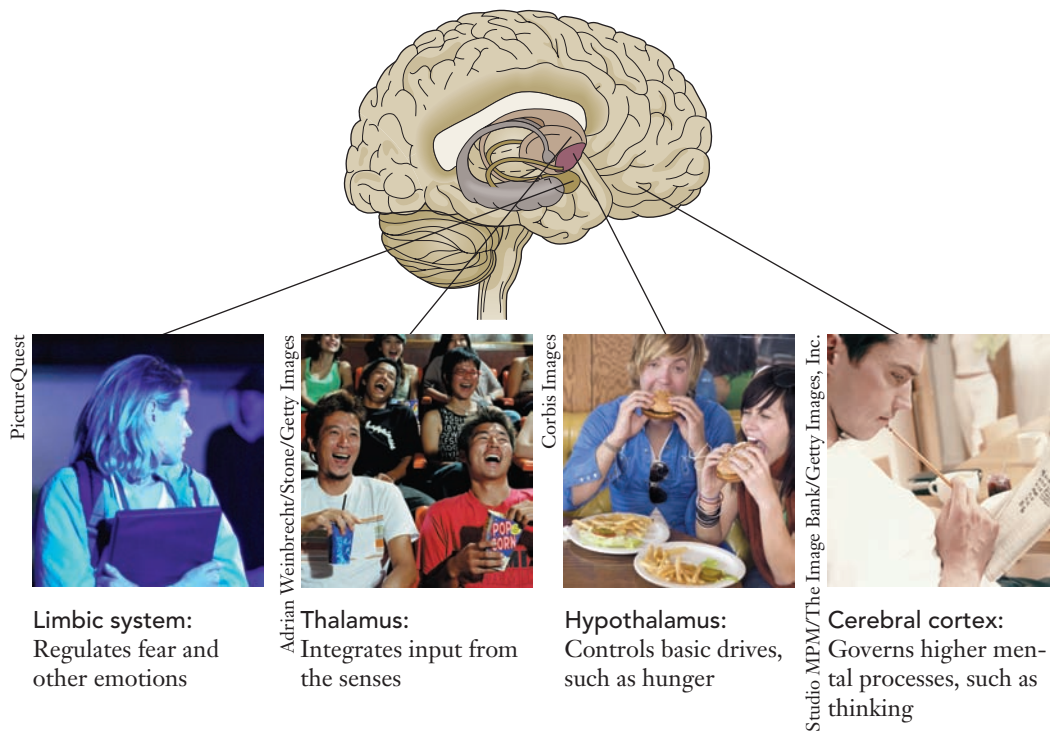 PictureQuest
Adrian Weinbrecht/Stone/Getty Images
Corbis Images
Studio MPM/The Image Bank/Getty Images, Inc.
POP
CORN
Limbic system:
Regulates fear and
other emotions
Thalamus:
Integrates input from
the senses
Hypothalamus:
Controls basic drives,
such as hunger
Cerebral cortex:
Governs higher men-
tal processes, such as
thinking